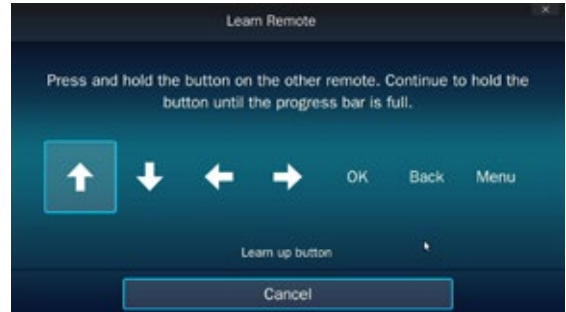 Learn Remote
Press and hold the button on the other remote. Continue to hold the
button until the progress bar is full.
OK Back Menu
Learn up button
Cancel